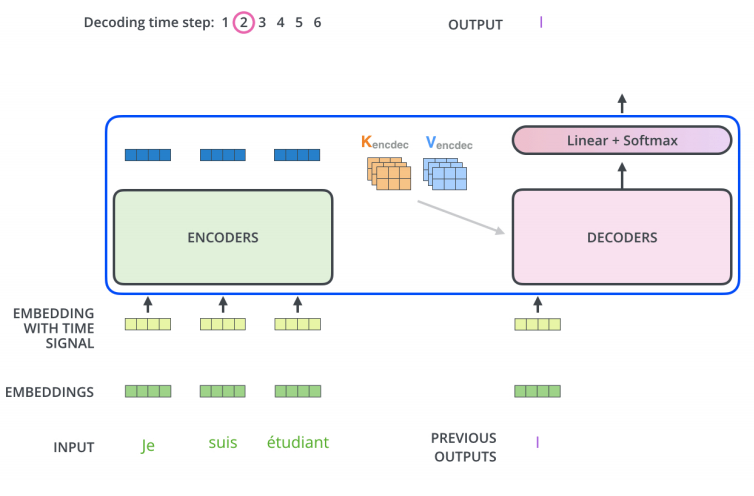 Decoding time step: 1 2 3 4 5 6
OUTPUT I
Kencdec Vencdec
Linear + Softmax
ENCODERS
DECODERS
EMBEDDING
WITH TIME
SIGNAL
EMBEDDINGS
INPUT Je suis étudiant
PREVIOUS
OUTPUTS I